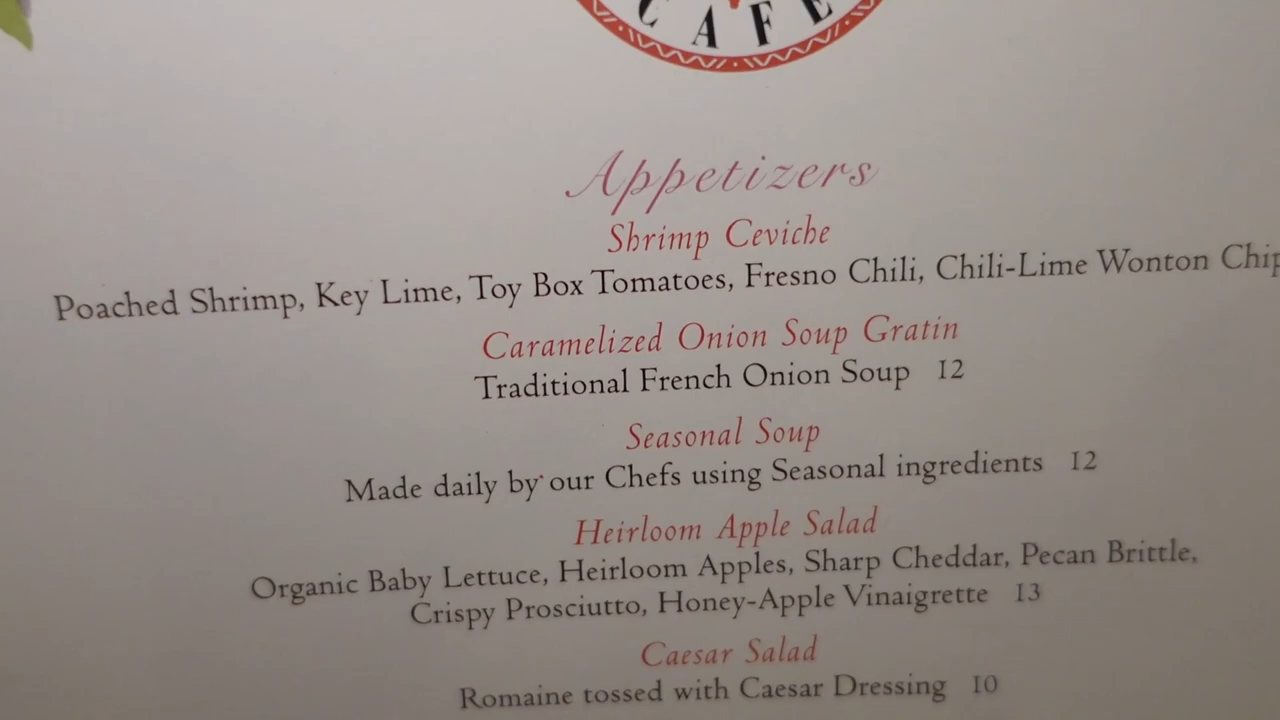 CAFE
Appetizers
Shrimp Ceviche
Poached Shrimp, Key Lime, Toy Box Tomatoes, Fresno Chili, Chili-Lime Wonton Chip
Caramelized Onion Soup Gratin
Traditional French Onion Soup 12
Seasonal Soup
Made daily by our Chefs using Seasonal ingredients 12
Heirloom Apple Salad
Organic Baby Lettuce, Heirloom Apples, Sharp Cheddar, Pecan Brittle,
Crispy Prosciutto, Honey-Apple Vinaigrette 13
Caesar Salad
Romaine tossed with Caesar Dressing 10